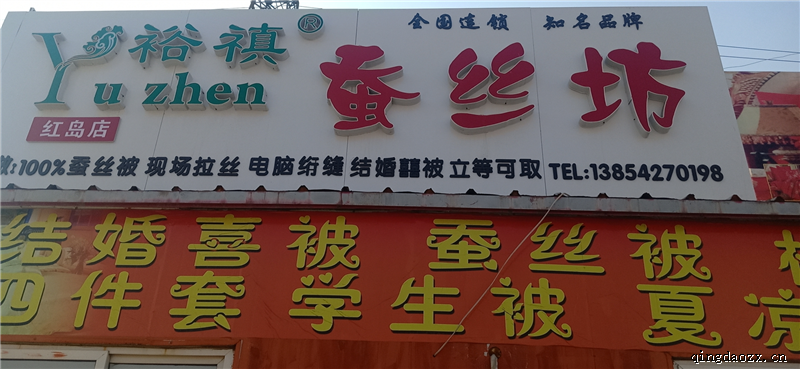 全国连锁 知名品牌
裕禛®
Yu zhen
蚕丝坊
红岛店
:100%蚕丝被 现场拉丝 电脑绗缝 结婚囍被 立等可取 TEL:13854270198
结婚喜被 蚕丝被
四件套 学生被 夏凉
qingdaozx.cn